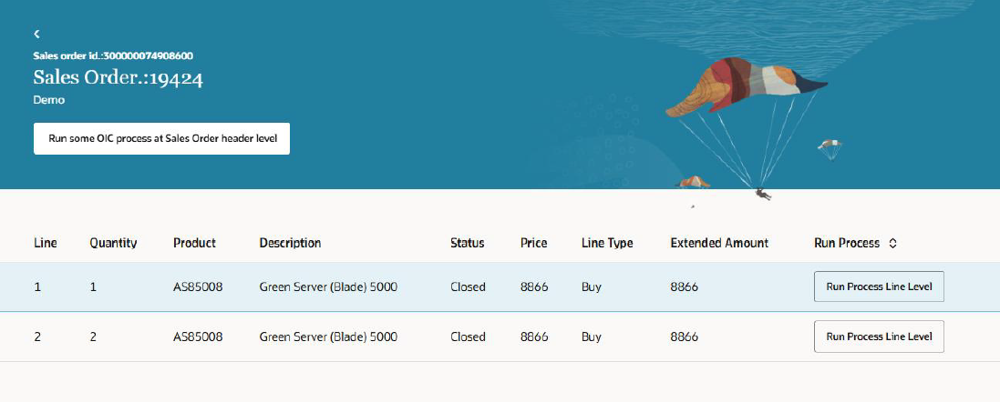 Sales order id.:300000074908600
Sales Order.:19424
Demo
Run some OIC process at Sales Order header level
Line Quantity Product Description Status Price Line Type Extended Amount Run Process
1 1 AS85008 Green Server (Blade) 5000 Closed 8866 Buy 8866 Run Process Line Level
2 2 AS85008 Green Server (Blade) 5000 Closed 8866 Buy 8866 Run Process Line Level